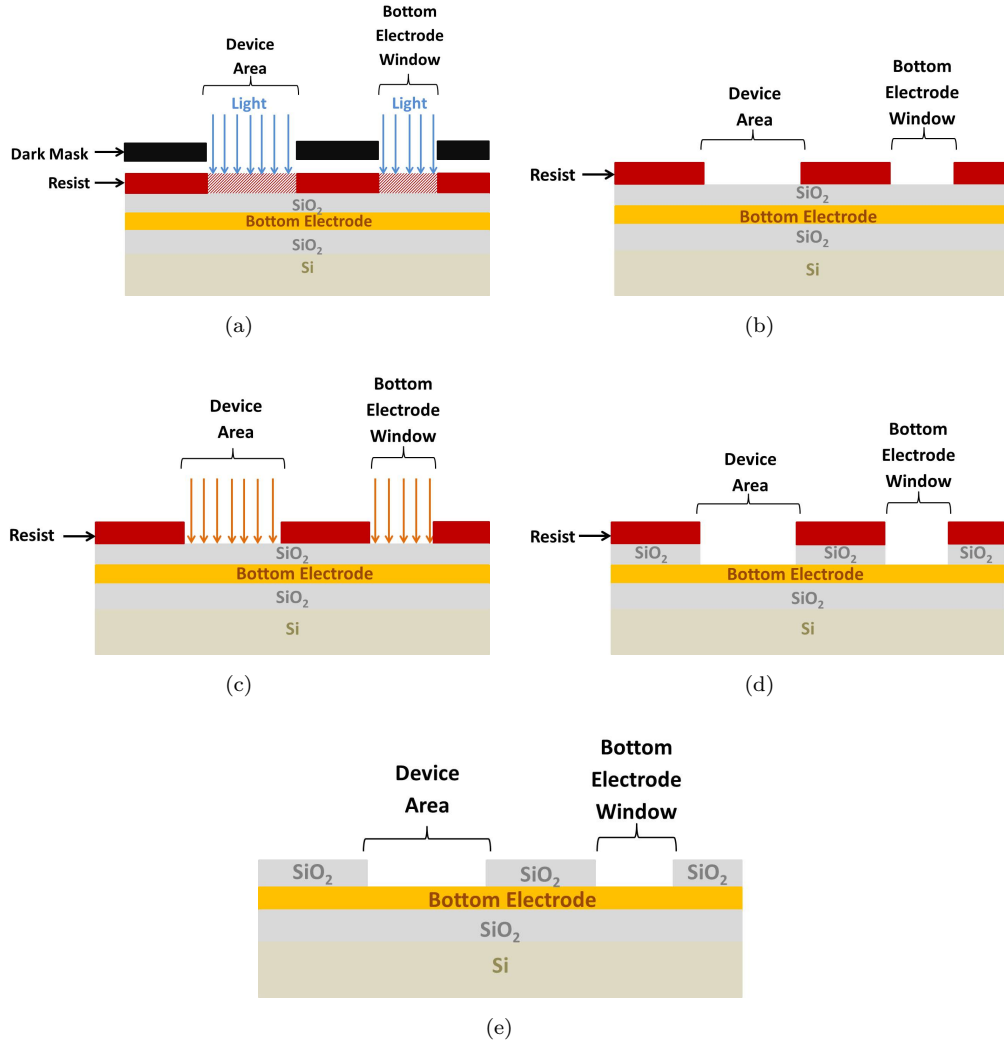 Device
Area
Bottom
Electrode
Window
Light
Light
Dark Mask
Resist
SiO₂
Bottom Electrode
SiO₂
Si
(a)
Device
Area
Bottom
Electrode
Window
Resist
SiO₂
Bottom Electrode
SiO₂
Si
(b)
Device
Area
Bottom
Electrode
Window
Resist
SiO₂
Bottom Electrode
SiO₂
Si
(c)
Device
Area
Bottom
Electrode
Window
Resist
SiO₂ SiO₂ SiO₂
Bottom Electrode
SiO₂
Si
(d)
Device
Area
Bottom
Electrode
Window
SiO₂ SiO₂ SiO₂
Bottom Electrode
SiO₂
Si
(e)